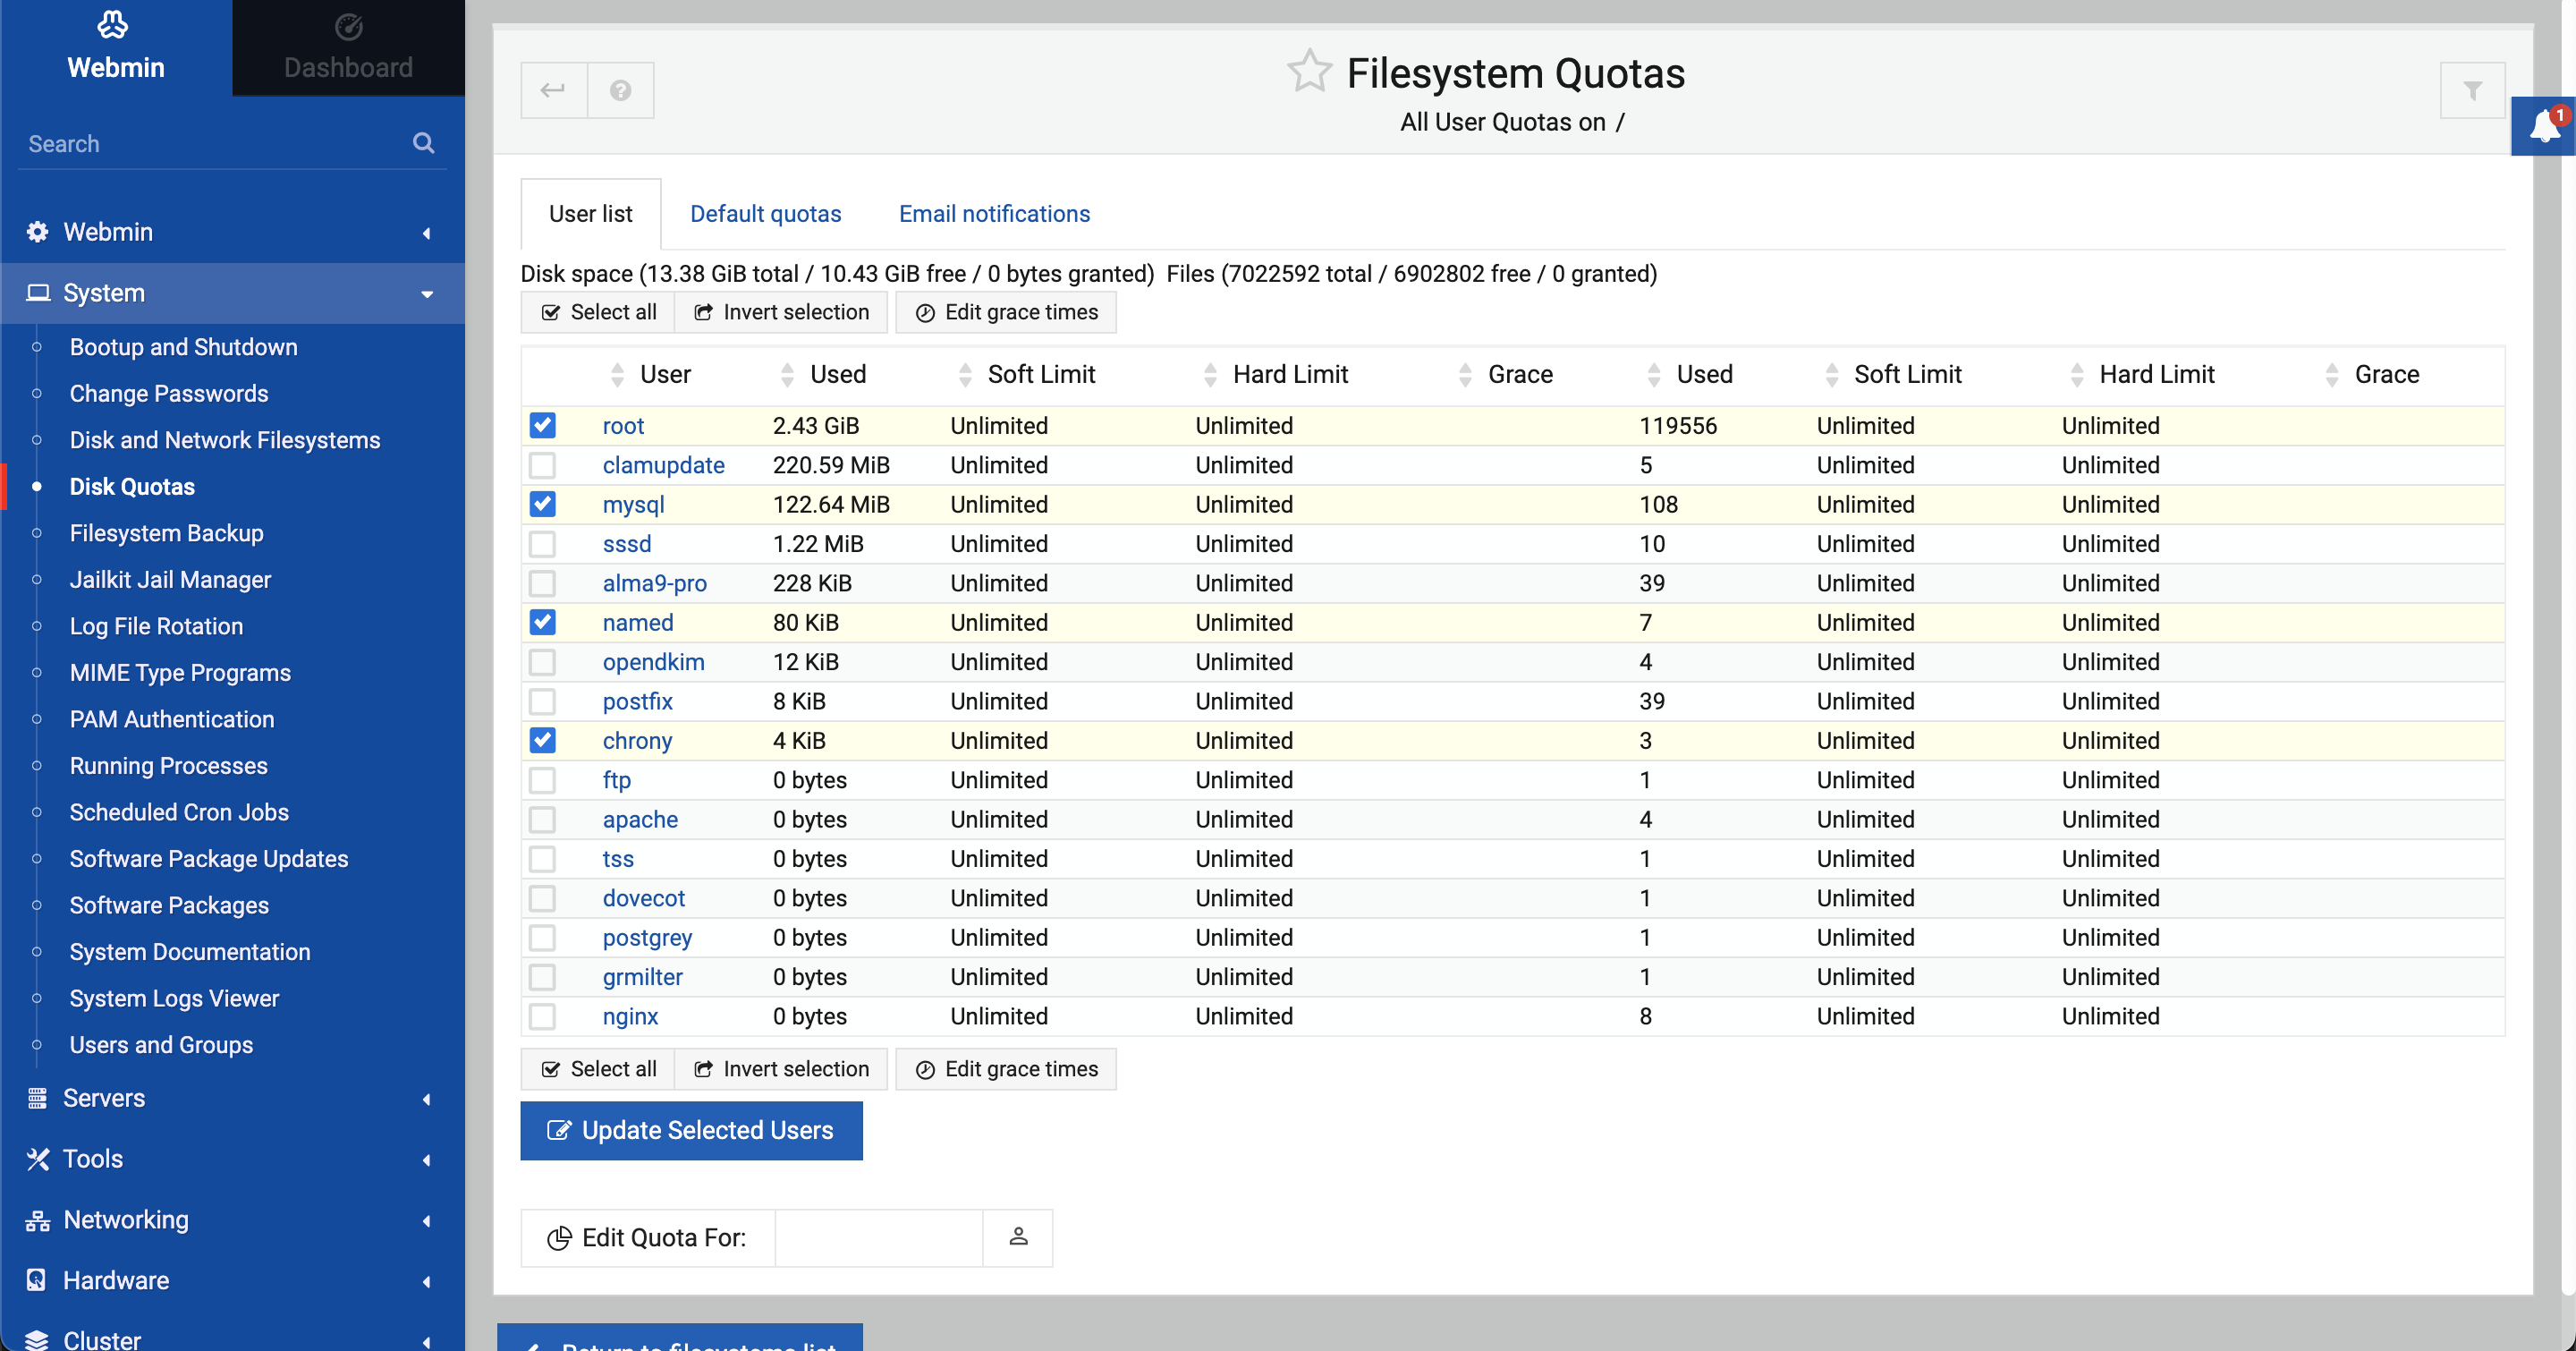 Webmin
Dashboard
Search
Webmin
System
Bootup and Shutdown
Change Passwords
Disk and Network Filesystems
Disk Quotas
Filesystem Backup
Jailkit Jail Manager
Log File Rotation
MIME Type Programs
PAM Authentication
Running Processes
Scheduled Cron Jobs
Software Package Updates
Software Packages
System Documentation
System Logs Viewer
Users and Groups
Servers
Tools
Networking
Hardware
Cluster
Filesystem Quotas
All User Quotas on /
1
User list Default quotas Email notifications
Disk space (13.38 GiB total / 10.43 GiB free / 0 bytes granted) Files (7022592 total / 6902802 free / 0 granted)
Select all Invert selection Edit grace times
User Used Soft Limit Hard Limit Grace Used Soft Limit Hard Limit Grace
root 2.43 GiB Unlimited Unlimited 119556 Unlimited Unlimited
clamupdate 220.59 MiB Unlimited Unlimited 5 Unlimited Unlimited
mysql 122.64 MiB Unlimited Unlimited 108 Unlimited Unlimited
sssd 1.22 MiB Unlimited Unlimited 10 Unlimited Unlimited
alma9-pro 228 KiB Unlimited Unlimited 39 Unlimited Unlimited
named 80 KiB Unlimited Unlimited 7 Unlimited Unlimited
opendkim 12 KiB Unlimited Unlimited 4 Unlimited Unlimited
postfix 8 KiB Unlimited Unlimited 39 Unlimited Unlimited
chrony 4 KiB Unlimited Unlimited 3 Unlimited Unlimited
ftp 0 bytes Unlimited Unlimited 1 Unlimited Unlimited
apache 0 bytes Unlimited Unlimited 4 Unlimited Unlimited
tss 0 bytes Unlimited Unlimited 1 Unlimited Unlimited
dovecot 0 bytes Unlimited Unlimited 1 Unlimited Unlimited
postgrey 0 bytes Unlimited Unlimited 1 Unlimited Unlimited
grmilter 0 bytes Unlimited Unlimited 1 Unlimited Unlimited
nginx 0 bytes Unlimited Unlimited 8 Unlimited Unlimited
Select all Invert selection Edit grace times
Update Selected Users
Edit Quota For:
Return to filesystems list